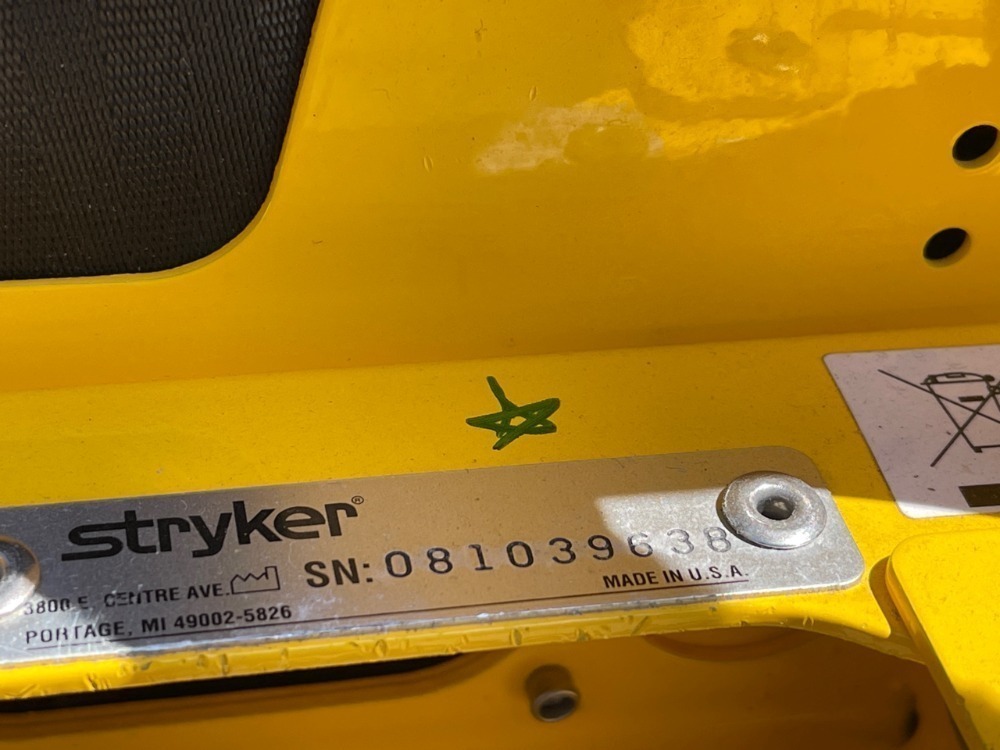 stryker®
3800 E. CENTRE AVE.
PORTAGE, MI 49002-5826
SN: 081039638
MADE IN U.S.A.